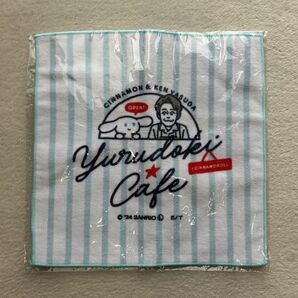 CINNAMON & KEN YASUDA
OPEN!
Yurudoki
Cafe
CINNAMOROLL
© '24 SANRIO S/T